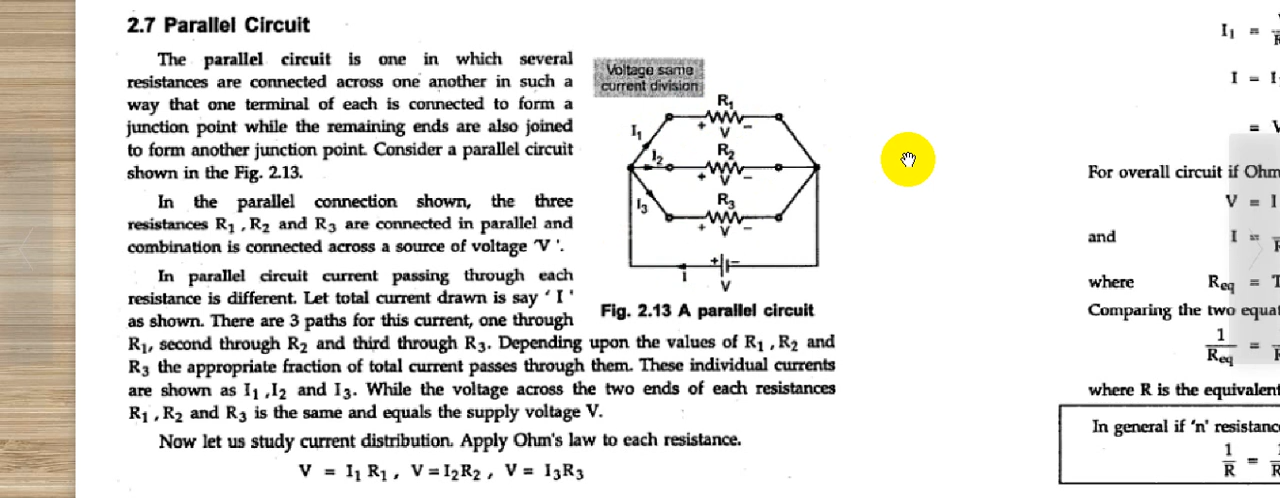 2.7 Parallel Circuit
The parallel circuit is one in which several
resistances are connected across one another in such a
way that one terminal of each is connected to form a
junction point while the remaining ends are also joined
to form another junction point. Consider a parallel circuit
shown in the Fig. 2.13.
In the parallel connection shown, the three
resistances R₁ , R₂ and R₃ are connected in parallel and
combination is connected across a source of voltage 'V '.
In parallel circuit current passing through each
resistance is different. Let total current drawn is say ' I '
as shown. There are 3 paths for this current, one through
R₁, second through R₂ and third through R₃. Depending upon the values of R₁ , R₂ and
R₃ the appropriate fraction of total current passes through them. These individual currents
are shown as I₁ , I₂ and I₃. While the voltage across the two ends of each resistances
R₁ , R₂ and R₃ is the same and equals the supply voltage V.
Now let us study current distribution. Apply Ohm's law to each resistance.
V = I₁ R₁ , V = I₂R₂ , V = I₃R₃
Voltage same
current division
R₁
I₁ + V −
R₂
I₂ + V −
R₃
I₃ + V −
+ −
I
V
Fig. 2.13 A parallel circuit
I₁ =
I = I
=
For overall circuit if Ohm
V = I
and I =
where Req =
Comparing the two equa
1
Req =
where R is the equivalent
In general if 'n' resistanc
1
R =